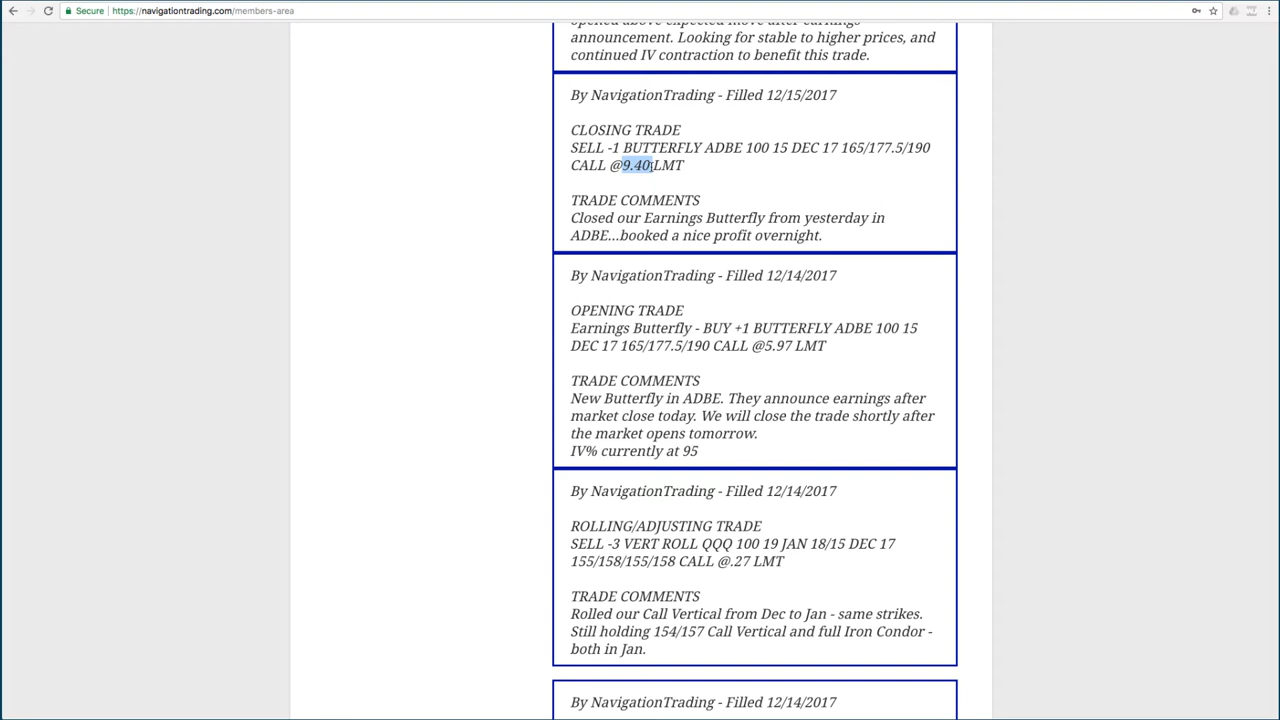 Secure
https://navigationtrading.com/members-area
opened above expected move after earnings
announcement. Looking for stable to higher prices, and
continued IV contraction to benefit this trade.
By NavigationTrading - Filled 12/15/2017
CLOSING TRADE
SELL -1 BUTTERFLY ADBE 100 15 DEC 17 165/177.5/190
CALL @9.40 LMT
TRADE COMMENTS
Closed our Earnings Butterfly from yesterday in
ADBE...booked a nice profit overnight.
By NavigationTrading - Filled 12/14/2017
OPENING TRADE
Earnings Butterfly - BUY +1 BUTTERFLY ADBE 100 15
DEC 17 165/177.5/190 CALL @5.97 LMT
TRADE COMMENTS
New Butterfly in ADBE. They announce earnings after
market close today. We will close the trade shortly after
the market opens tomorrow.
IV% currently at 95
By NavigationTrading - Filled 12/14/2017
ROLLING/ADJUSTING TRADE
SELL -3 VERT ROLL QQQ 100 19 JAN 18/15 DEC 17
155/158/155/158 CALL @.27 LMT
TRADE COMMENTS
Rolled our Call Vertical from Dec to Jan - same strikes.
Still holding 154/157 Call Vertical and full Iron Condor -
both in Jan.
By NavigationTrading - Filled 12/14/2017